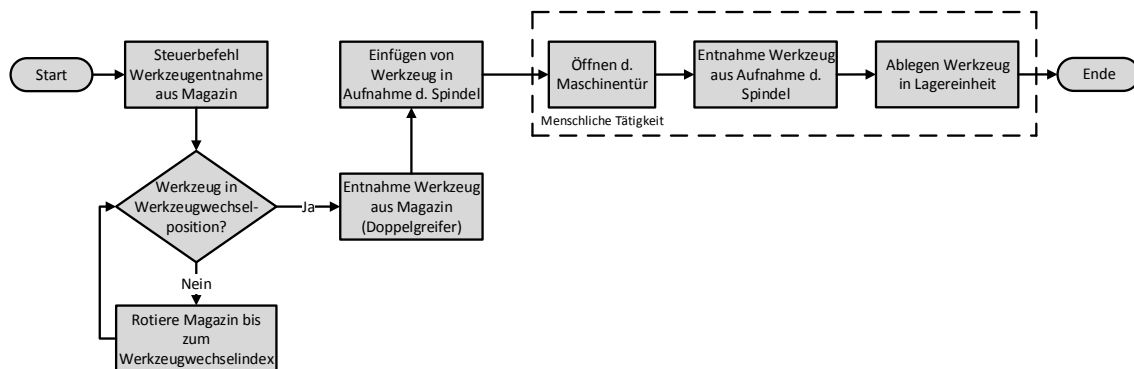 Start
Steuerbefehl
Werkzeugentnahme
aus Magazin
Werkzeug in
Werkzeugwechsel-
position?
Nein
Rotiere Magazin bis
zum
Werkzeugwechselindex
Ja
Entnahme Werkzeug
aus Magazin
(Doppelgreifer)
Einfügen von
Werkzeug in
Aufnahme d. Spindel
Öffnen d.
Maschinentür
Entnahme Werkzeug
aus Aufnahme d.
Spindel
Ablegen Werkzeug
in Lagereinheit
Menschliche Tätigkeit
Ende